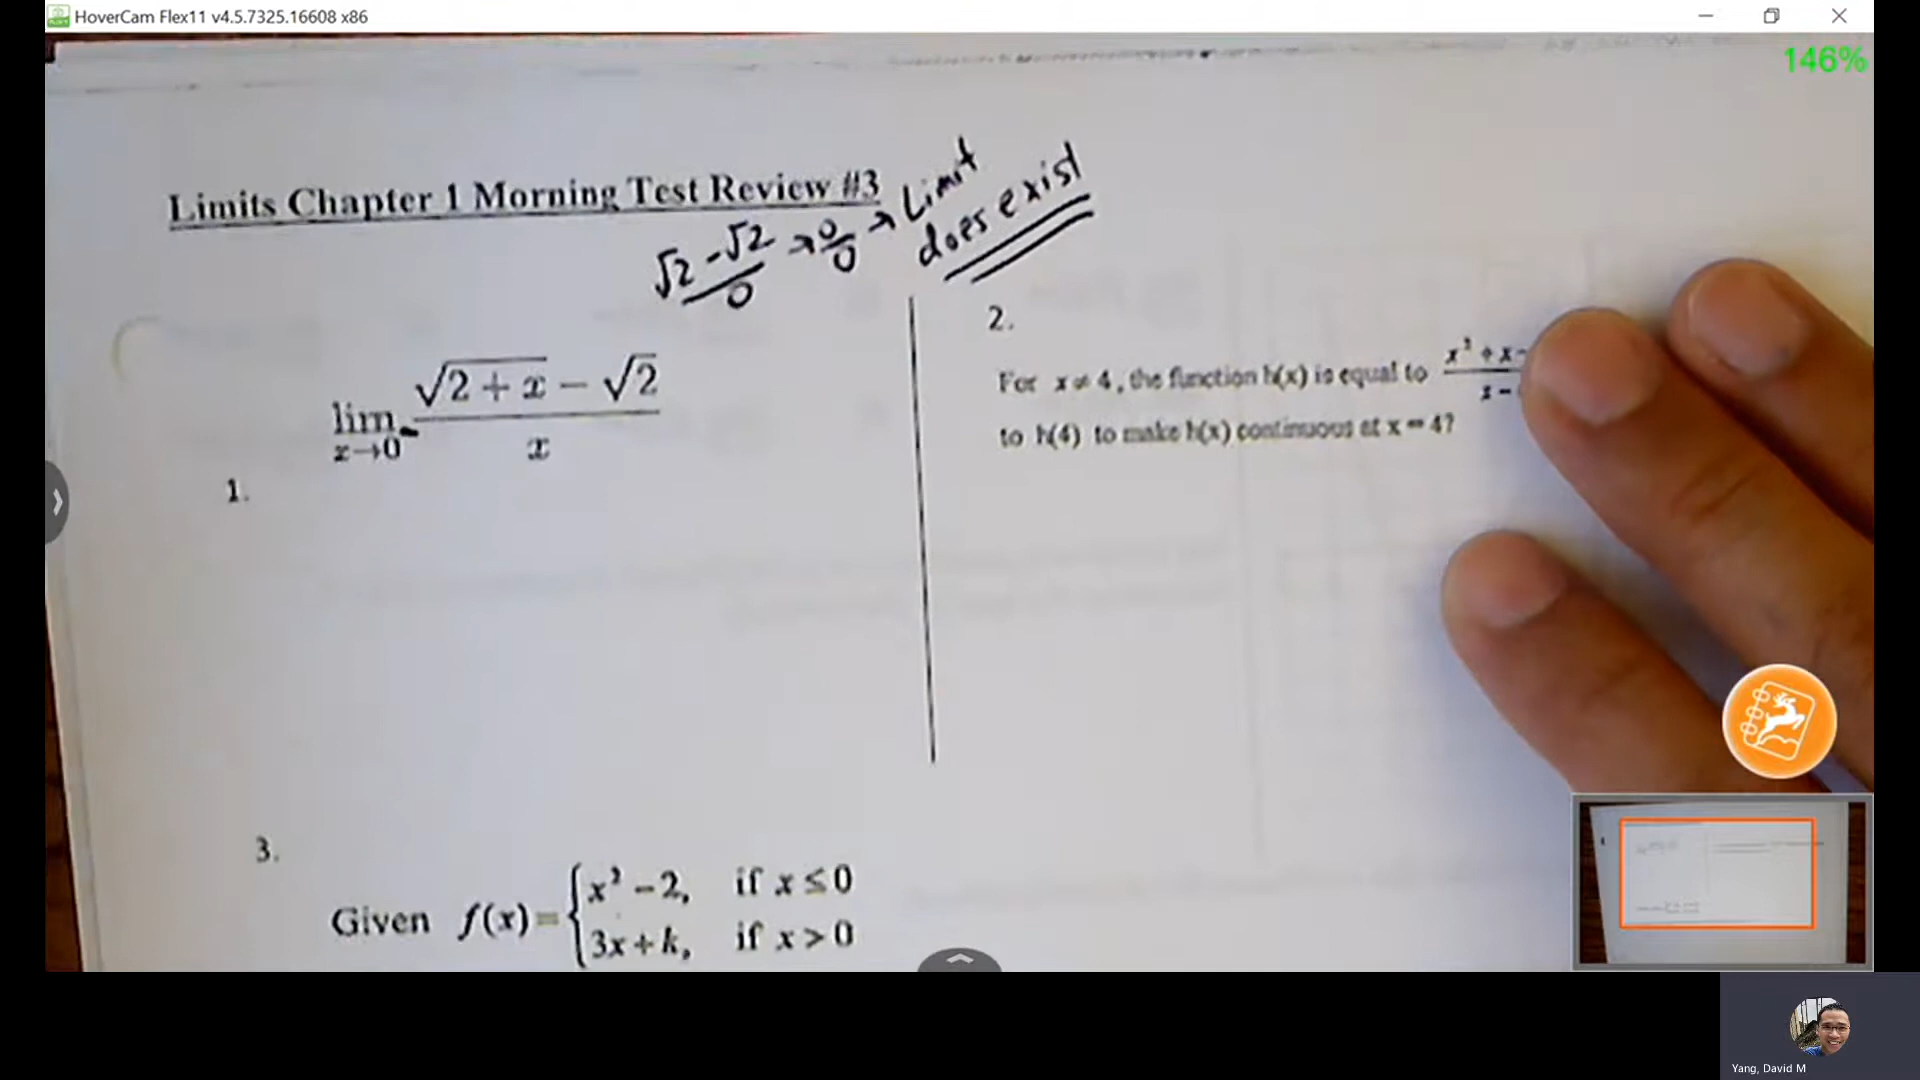 HoverCam Flex11 v4.5.7325.16608 x86
146%
Limits Chapter 1 Morning Test Review #3
√2 - √2 / 0 → 0/0 → Limit does exist
1.
lim x→0 (√(2 + x) − √2) / x
2.
For x ≠ 4, the function h(x) is equal to x² + x - / x -
to h(4) to make h(x) continuous at x = 4?
3.
Given f(x) = { x² − 2, if x ≤ 0
3x + k, if x > 0
Yang, David M